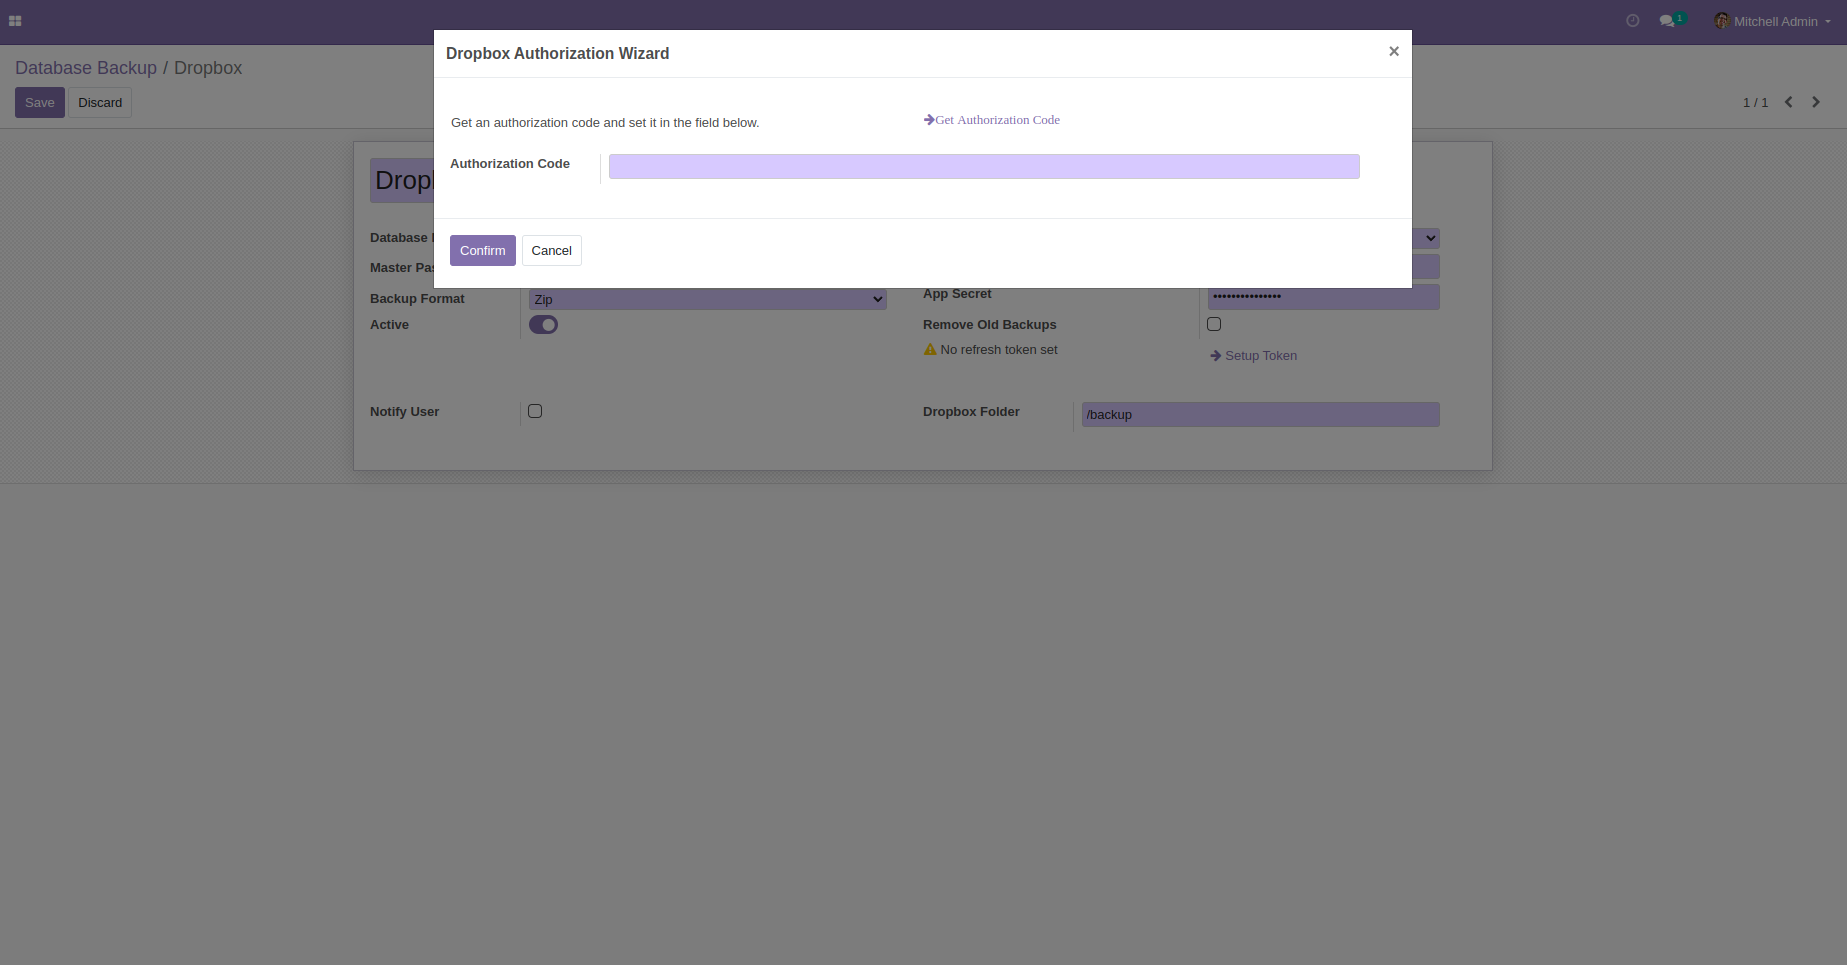 1
Mitchell Admin
Database Backup / Dropbox
Save
Discard
1 / 1
Dropbox Authorization Wizard
×
Get an authorization code and set it in the field below.
Get Authorization Code
Authorization Code
Confirm
Cancel
Database
Master
Backup Format
Zip
App Secret
•••••••••••••••
Active
Remove Old Backups
No refresh token set
Setup Token
Notify User
Dropbox Folder
/backup